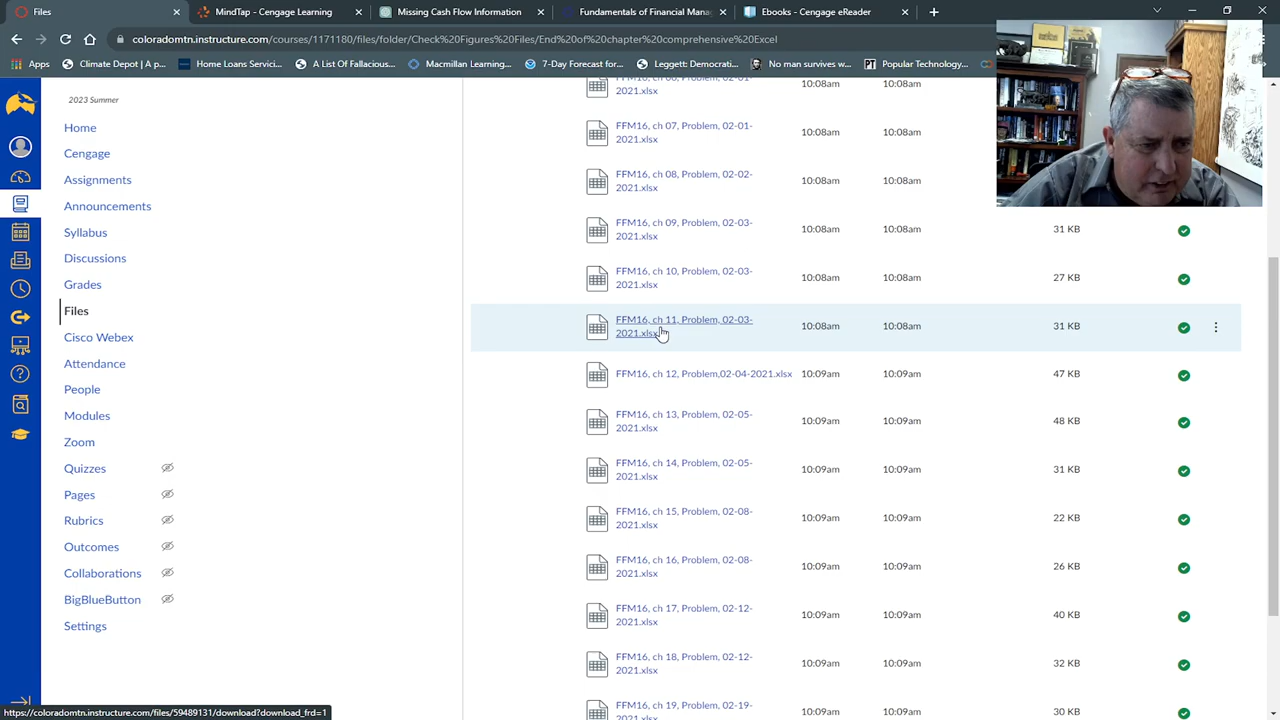 Files
MindTap - Cengage Learning
Missing Cash Flow Interest
Fundamentals of Financial Mana
Ebooks - Cengage eReader
coloradomtn.instructure.com/courses/
Apps
Climate Depot (A p...
Home Loans Servici...
A List Of Fallacious...
Macmillan Learning...
7-Day Forecast for...
Leggett Democrati...
No man survives w...
Popular Technology...
2023 Summer
Home
Cengage
Assignments
Announcements
Syllabus
Discussions
Grades
Files
Cisco Webex
Attendance
People
Modules
Zoom
Quizzes
Pages
Rubrics
Outcomes
Collaborations
BigBlueButton
Settings
2021.xlsx
10:08am
10:08am
FFM16, ch 07, Problem, 02-01-
2021.xlsx
10:08am
10:08am
FFM16, ch 08, Problem, 02-02-
2021.xlsx
10:08am
10:08am
FFM16, ch 09, Problem, 02-03-
2021.xlsx
10:08am
10:08am
31 KB
FFM16, ch 10, Problem, 02-03-
2021.xlsx
10:08am
10:08am
27 KB
FFM16, ch 11, Problem, 02-03-
2021.xlsx
10:08am
10:08am
31 KB
FFM16, ch 12, Problem,02-04-2021.xlsx
10:09am
10:09am
47 KB
FFM16, ch 13, Problem, 02-05-
2021.xlsx
10:09am
10:09am
48 KB
FFM16, ch 14, Problem, 02-05-
2021.xlsx
10:09am
10:09am
31 KB
FFM16, ch 15, Problem, 02-08-
2021.xlsx
10:09am
10:09am
22 KB
FFM16, ch 16, Problem, 02-08-
2021.xlsx
10:09am
10:09am
26 KB
FFM16, ch 17, Problem, 02-12-
2021.xlsx
10:09am
10:09am
40 KB
FFM16, ch 18, Problem, 02-12-
2021.xlsx
10:09am
10:09am
32 KB
FFM16, ch 19, Problem, 02-19-
2021.xlsx
10:09am
10:09am
30 KB
https://coloradomtn.instructure.com/files/59489131/download?download_frd=1